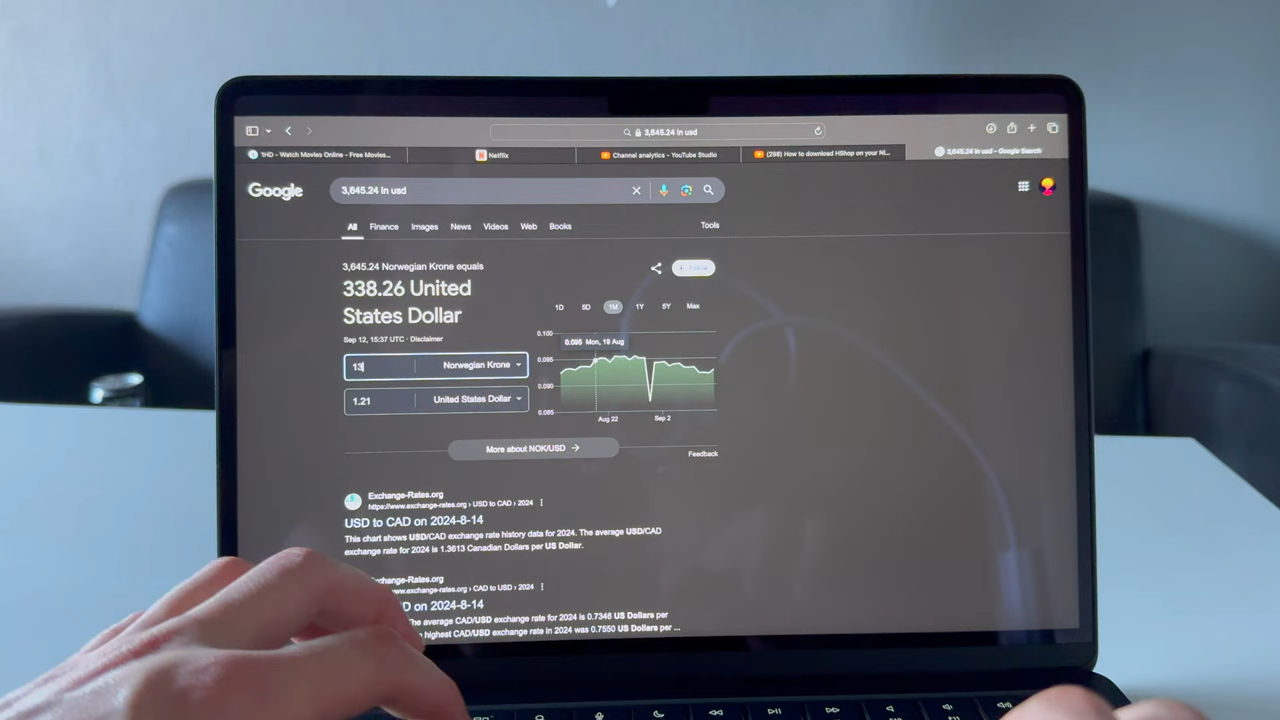 3,645.24 in usd
1HD - Watch Movies Online - Free Movies...
Netflix
Channel analytics - YouTube Studio
(298) How to download HShop on your Ni...
3,645.24 in usd - Google Search
Google
3,645.24 in usd
All Finance Images News Videos Web Books Tools
3,645.24 Norwegian Krone equals
338.26 United
States Dollar
Sep 12, 15:37 UTC · Disclaimer
+ Follow
1D 5D 1M 1Y 5Y Max
13 Norwegian Krone
1.21 United States Dollar
0.100
0.095 Mon, 19 Aug
0.095
0.090
0.085
Aug 22 Sep 2
More about NOK/USD →
Feedback
Exchange-Rates.org
https://www.exchange-rates.org › USD to CAD › 2024
USD to CAD on 2024-8-14
This chart shows USD/CAD exchange rate history data for 2024. The average USD/CAD
exchange rate for 2024 is 1.3613 Canadian Dollars per US Dollar.
xchange-Rates.org
ww.exchange-rates.org › CAD to USD › 2024
D on 2024-8-14
he average CAD/USD exchange rate for 2024 is 0.7346 US Dollars per
highest CAD/USD exchange rate in 2024 was 0.7550 US Dollars per ...